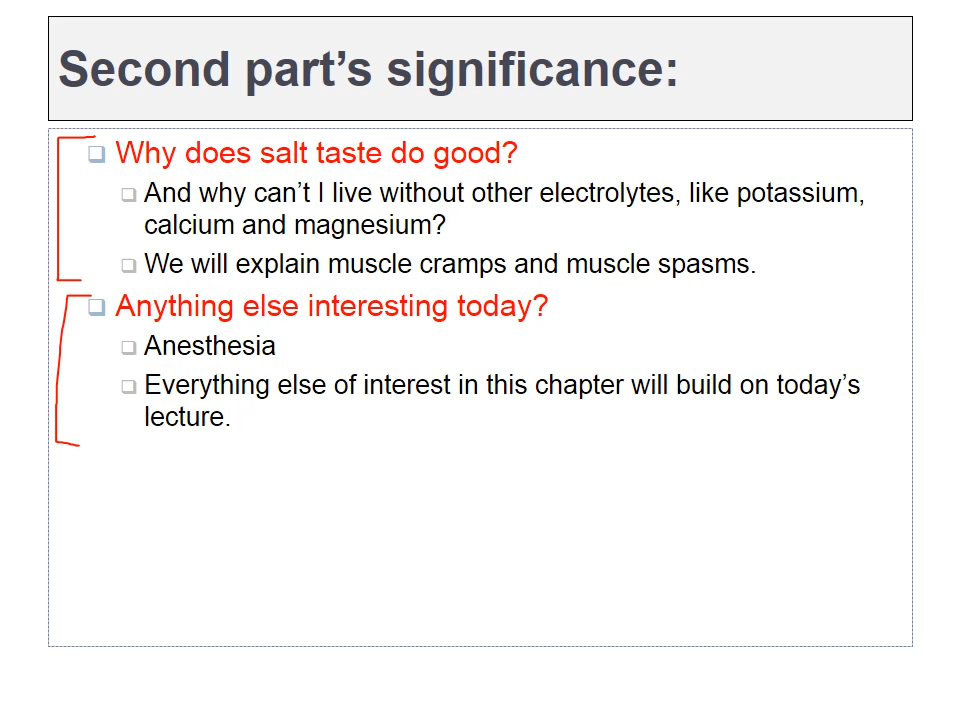 Second part’s significance:
Why does salt taste do good?
And why can’t I live without other electrolytes, like potassium,
calcium and magnesium?
We will explain muscle cramps and muscle spasms.
Anything else interesting today?
Anesthesia
Everything else of interest in this chapter will build on today’s
lecture.